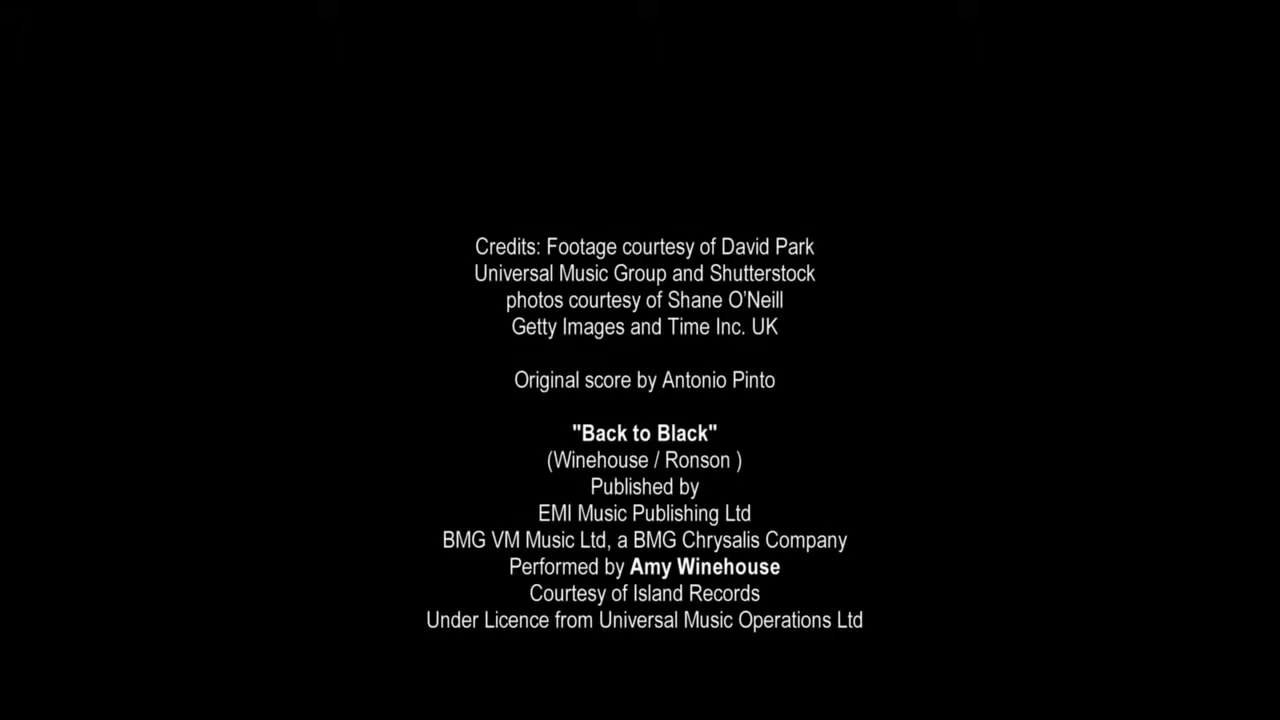 Credits: Footage courtesy of David Park
Universal Music Group and Shutterstock
photos courtesy of Shane O’Neill
Getty Images and Time Inc. UK
Original score by Antonio Pinto
"Back to Black"
(Winehouse / Ronson )
Published by
EMI Music Publishing Ltd
BMG VM Music Ltd, a BMG Chrysalis Company
Performed by Amy Winehouse
Courtesy of Island Records
Under Licence from Universal Music Operations Ltd